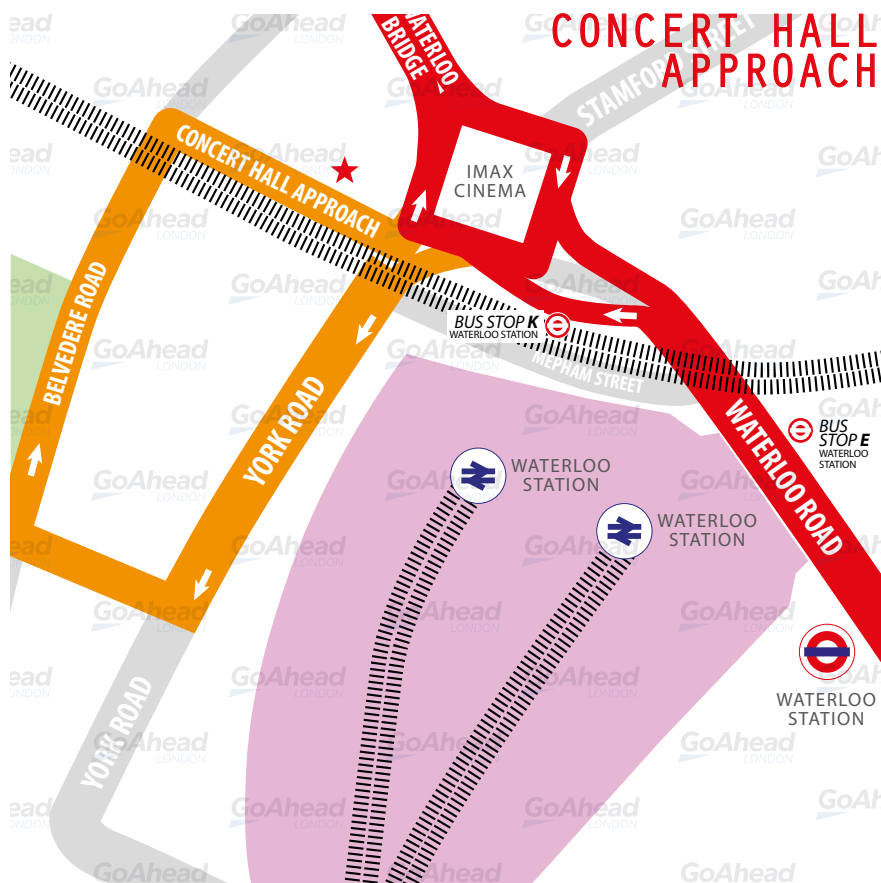 CONCERT HALL
APPROACH
WATERLOO
BRIDGE
STAMFORD STREET
CONCERT HALL APPROACH
IMAX
CINEMA
BELVEDERE ROAD
BUS STOP K
WATERLOO STATION
MEPHAM STREET
YORK ROAD
WATERLOO ROAD
BUS
STOP E
WATERLOO
STATION
WATERLOO
STATION
WATERLOO
STATION
WATERLOO
STATION
YORK ROAD
GoAhead
LONDON